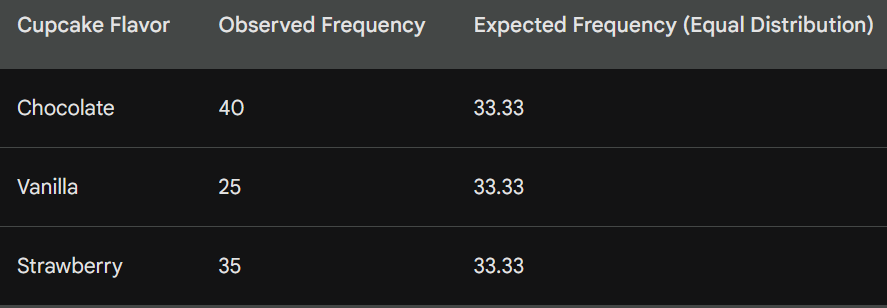 Cupcake Flavor Observed Frequency Expected Frequency (Equal Distribution)
Chocolate 40 33.33
Vanilla 25 33.33
Strawberry 35 33.33